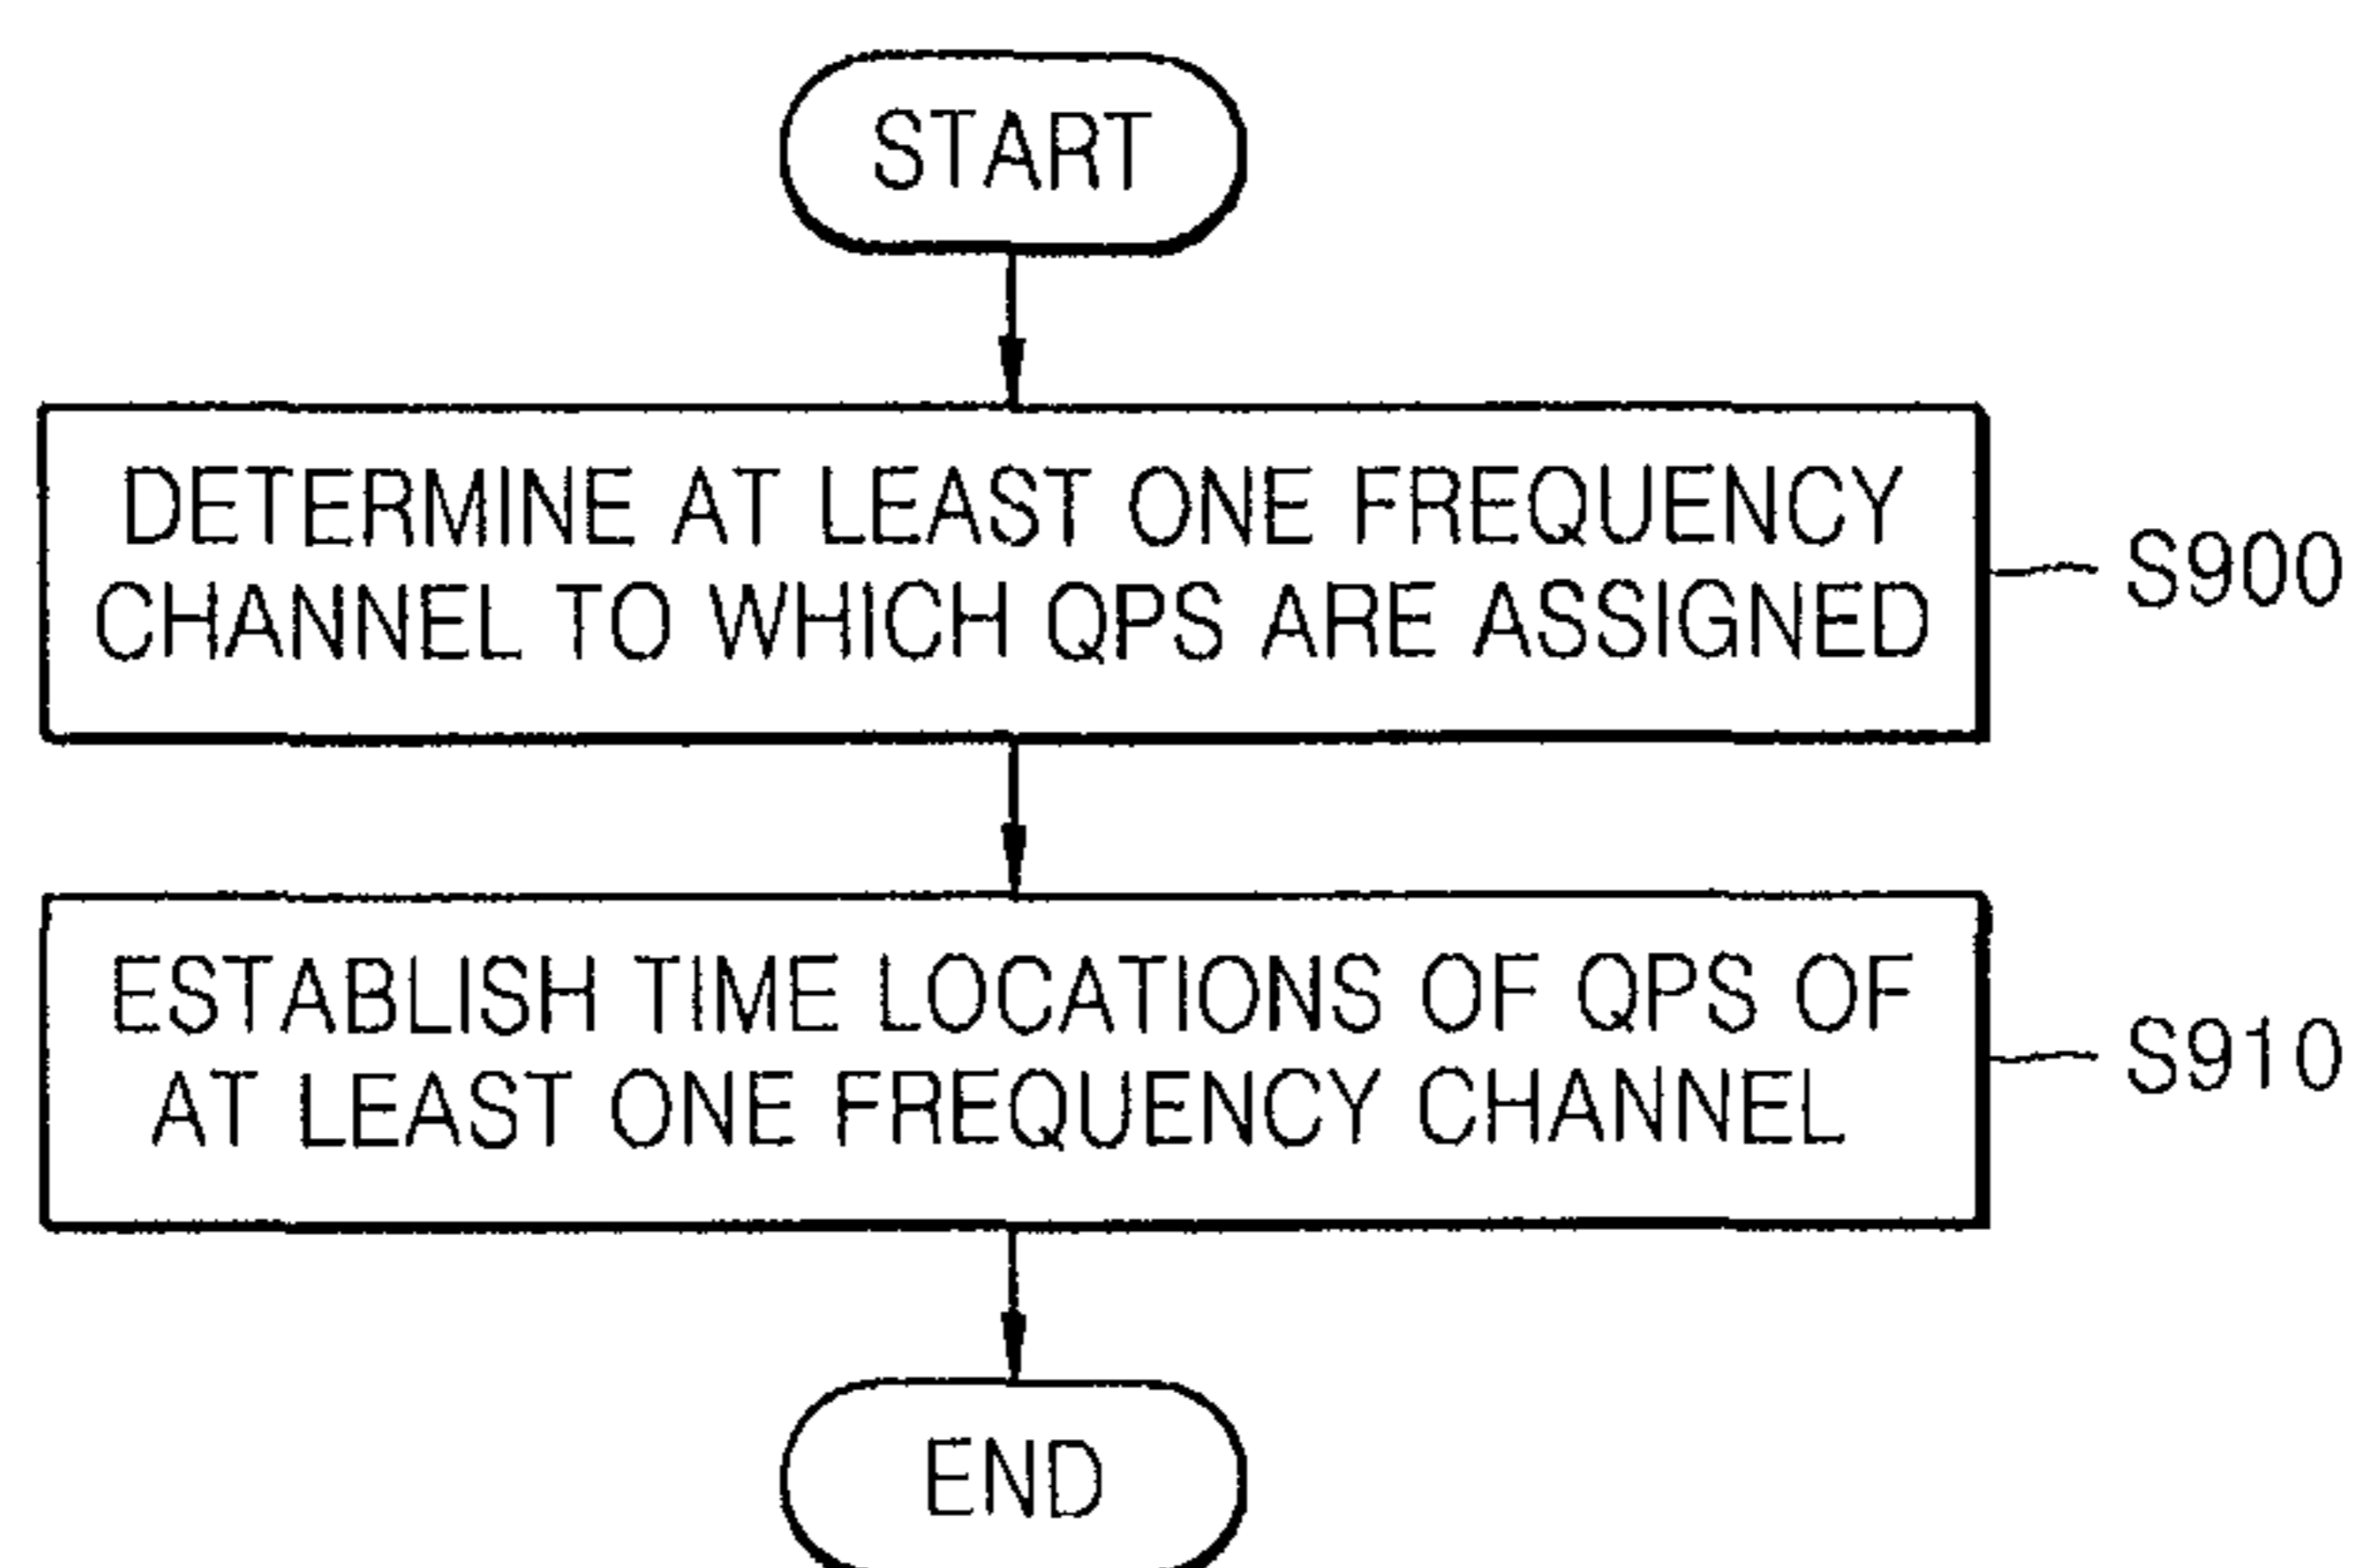 START
DETERMINE AT LEAST ONE FREQUENCY
CHANNEL TO WHICH QPS ARE ASSIGNED
S900
ESTABLISH TIME LOCATIONS OF QPS OF
AT LEAST ONE FREQUENCY CHANNEL
S910
END